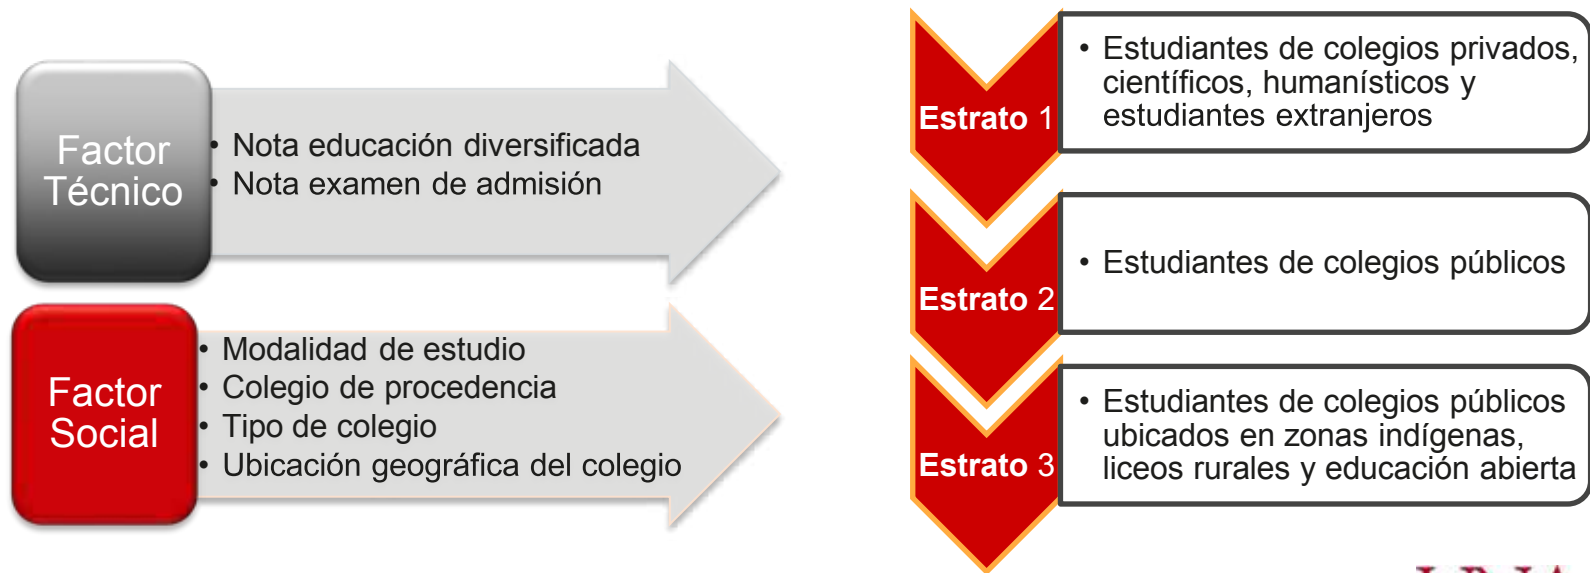 Factor
Técnico
• Nota educación diversificada
• Nota examen de admisión
Factor
Social
• Modalidad de estudio
• Colegio de procedencia
• Tipo de colegio
• Ubicación geográfica del colegio
Estrato 1
• Estudiantes de colegios privados,
científicos, humanísticos y
estudiantes extranjeros
Estrato 2
• Estudiantes de colegios públicos
Estrato 3
• Estudiantes de colegios públicos
ubicados en zonas indígenas,
liceos rurales y educación abierta